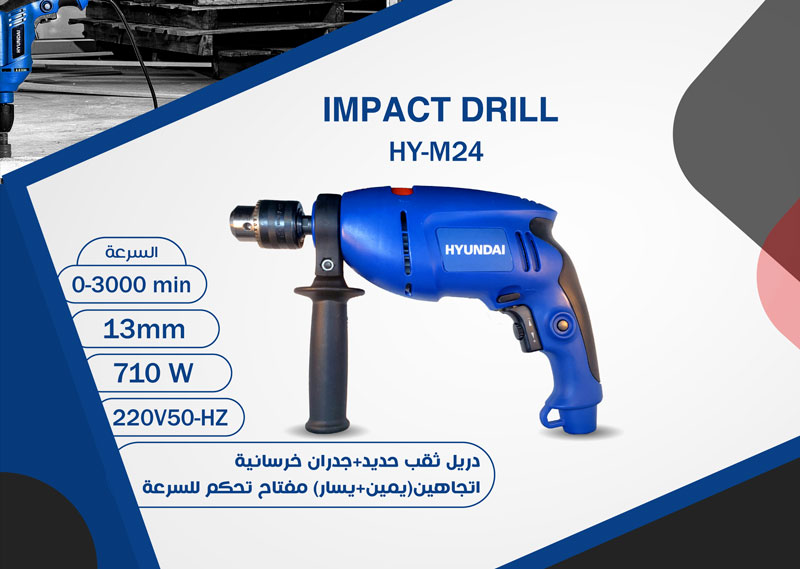 HYUNDAI
IMPACT DRILL
HY-M24
HYUNDAI
السرعة
0-3000 min
13mm
710 W
220V50-HZ
دريل ثقب حديد+جدران خرسانية
اتجاهين(يمين+يسار) مفتاح تحكم للسرعة